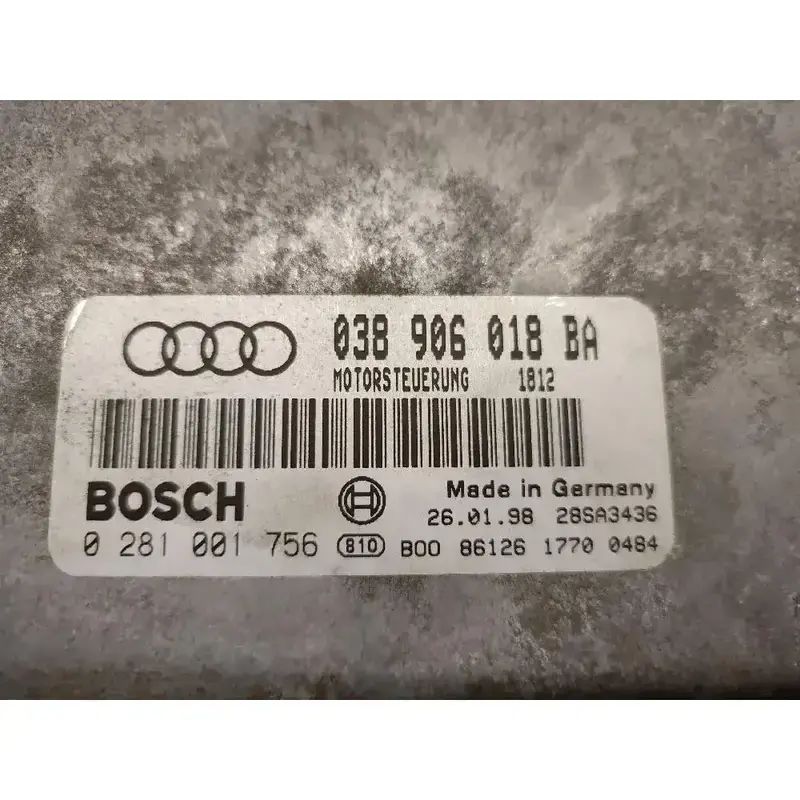 038 906 018 BA
MOTORSTEUERUNG 1812
BOSCH
Made in Germany
26.01.98 28SA3436
0 281 001 756 810 B00 86126 1770 0484